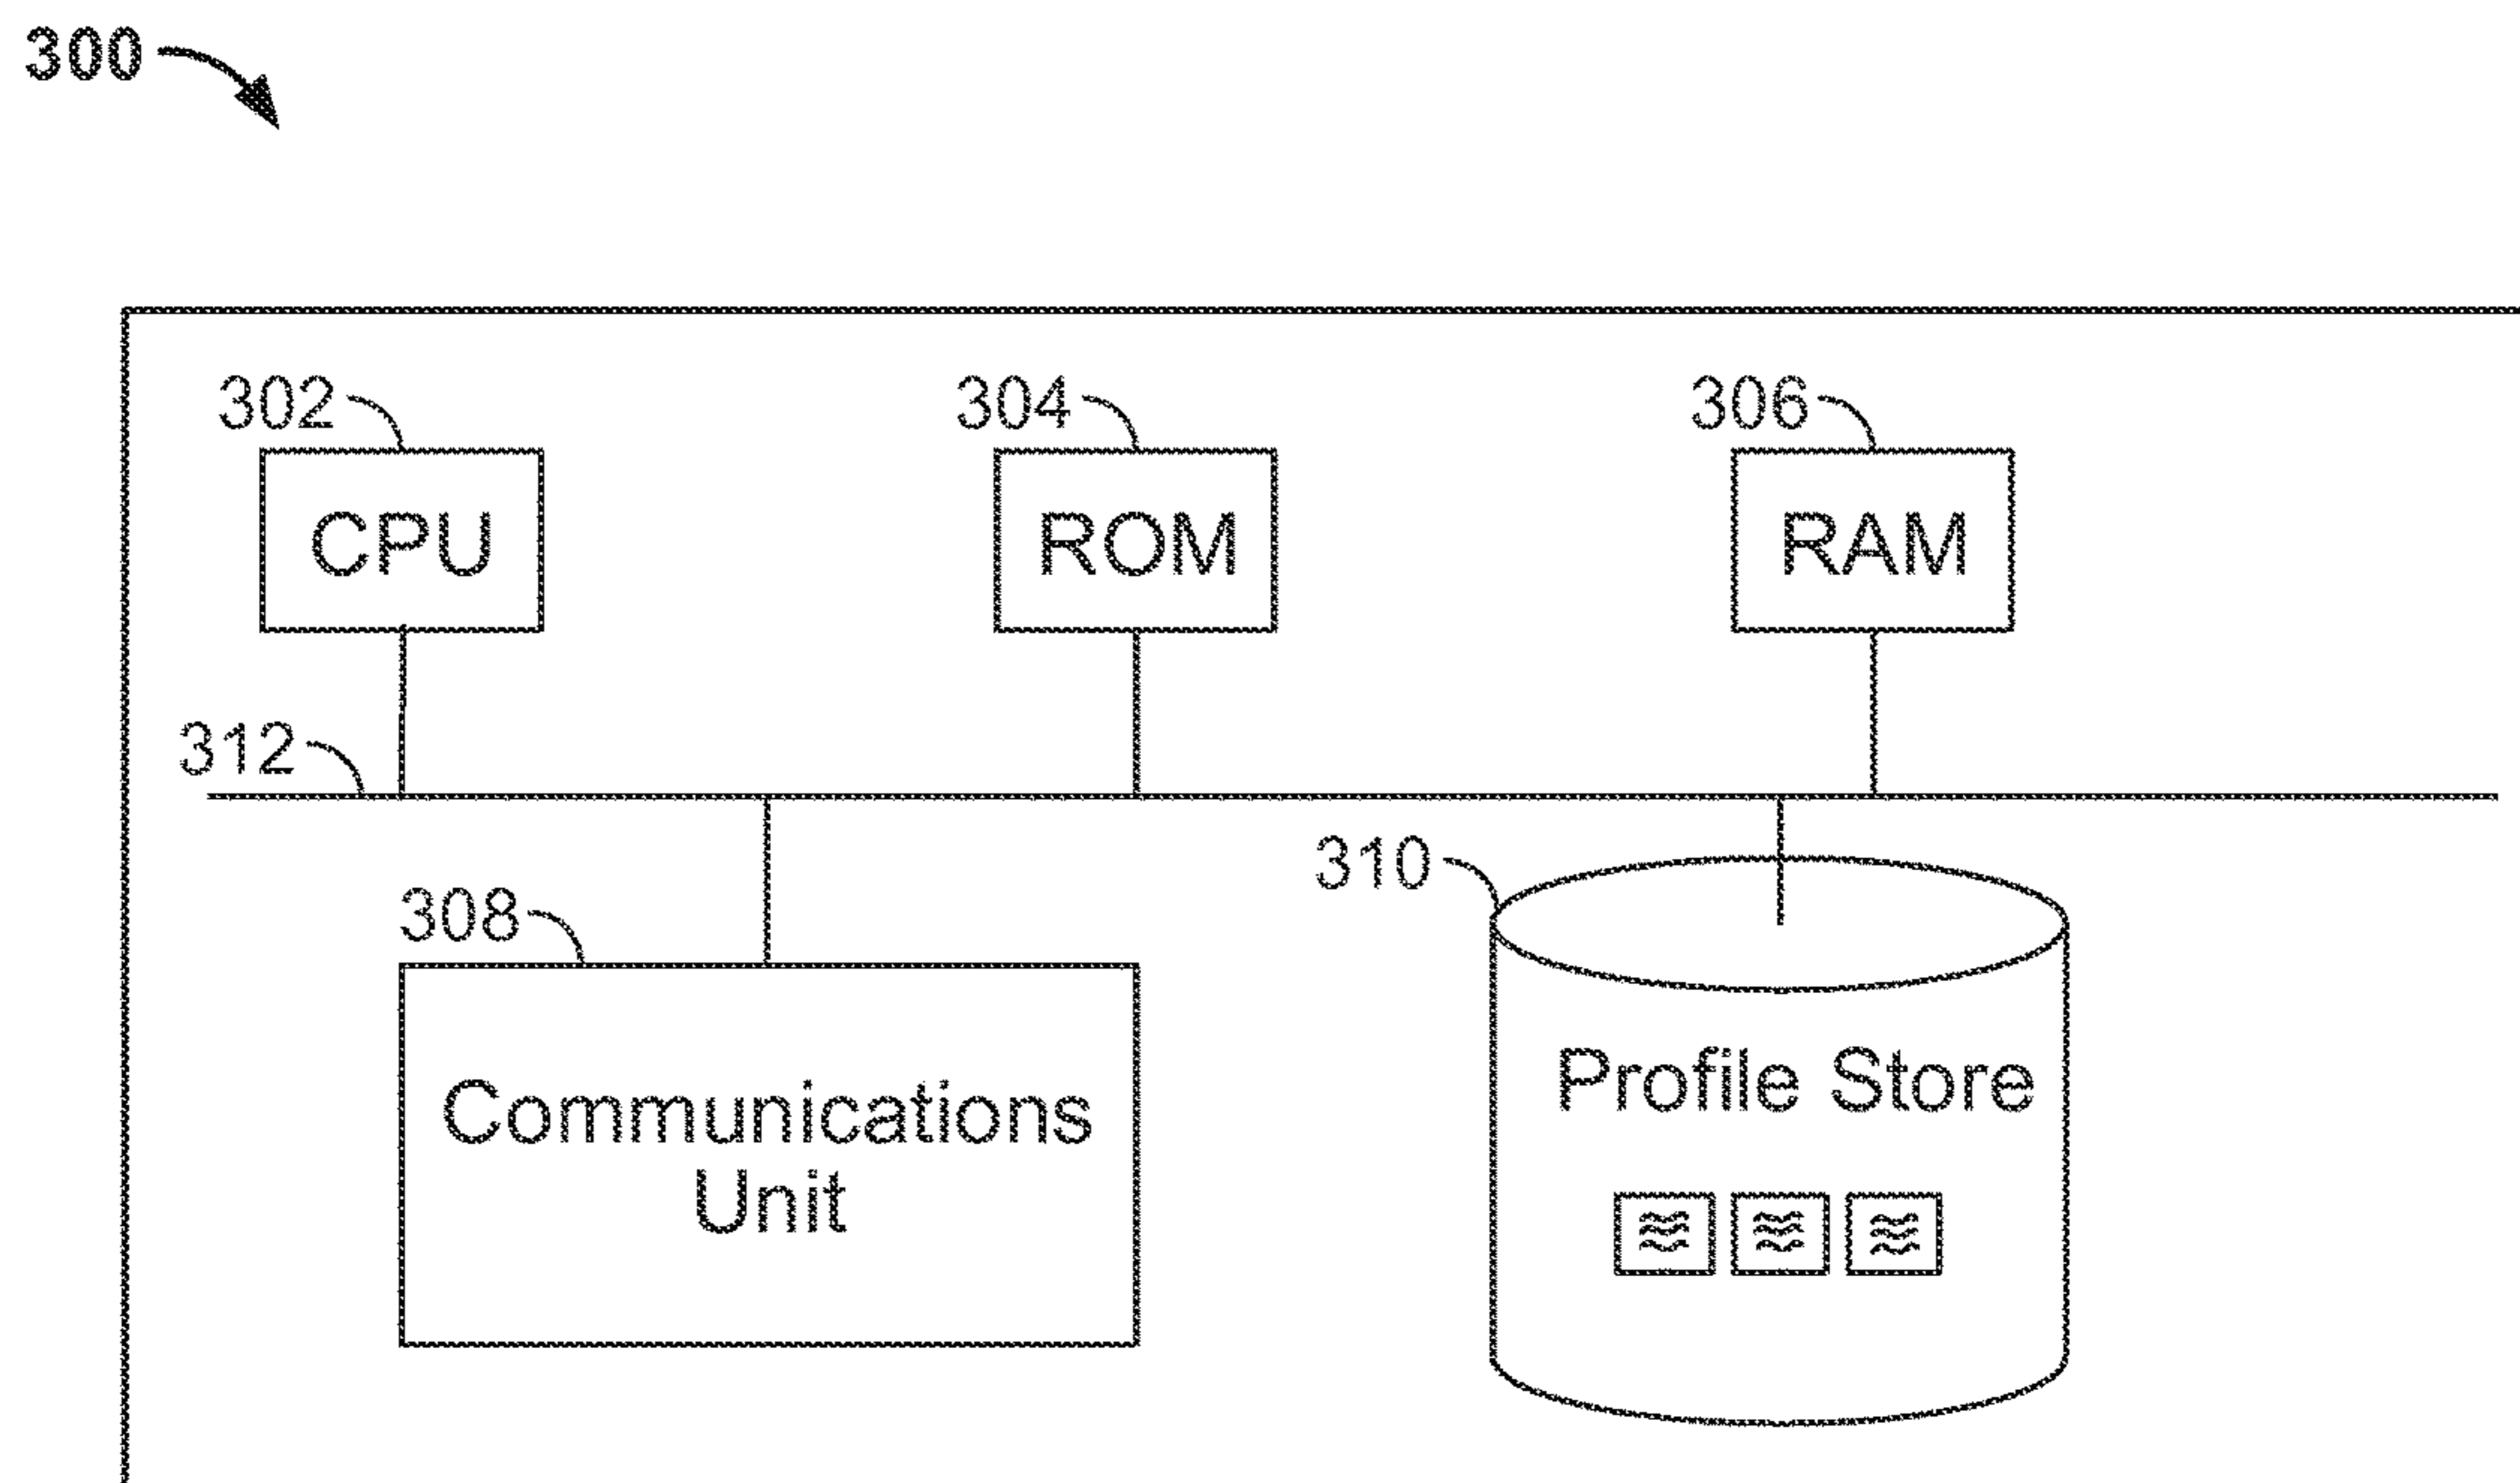 300
302
304
306
CPU
ROM
RAM
312
310
308
Communications
Unit
Profile Store